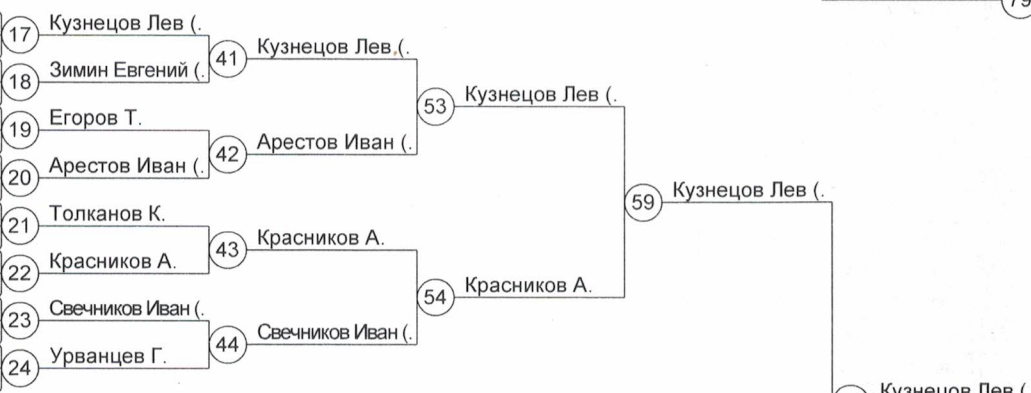 79
17 Кузнецов Лев (.
41 Кузнецов Лев (.
18 Зимин Евгений (.
53 Кузнецов Лев (.
19 Егоров Т.
42 Арестов Иван (.
20 Арестов Иван (.
59 Кузнецов Лев (.
21 Толканов К.
43 Красников А.
22 Красников А.
54 Красников А.
23 Свечников Иван (.
44 Свечников Иван (.
24 Урванцев Г.
Кузнецов Лев (